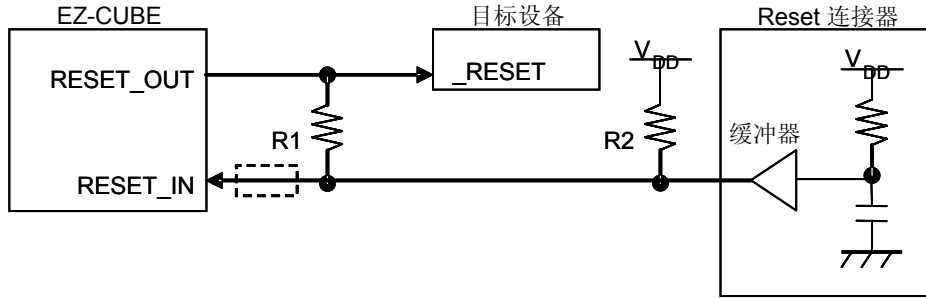 EZ-CUBE
目标设备
Reset 连接器
RESET_OUT
_RESET
VDD
VDD
R1
R2
缓冲器
RESET_IN